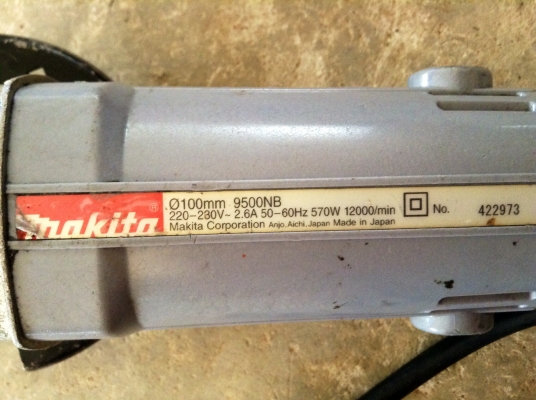 makita®
Ø100mm 9500NB
220-230V~ 2.6A 50-60Hz 570W 12000/min
Makita Corporation Anjo, Aichi, Japan Made in Japan
No. 422973